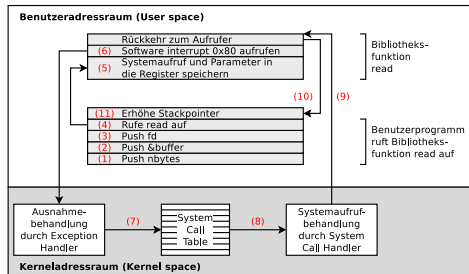 Benutzeradressraum (User space)
Rückkehr zum Aufrufer
(6) Software interrupt 0x80 aufrufen
(5) Systemaufruf und Parameter in
die Register speichern
Bibliotheks-
funktion
read
(10)
(9)
(11) Erhöhe Stackpointer
(4) Rufe read auf
(3) Push fd
(2) Push &buffer
(1) Push nbytes
Benutzerprogramm
ruft Bibliotheks-
funktion read auf
Ausnahme-
behandlung
durch Exception
Handler
(7)
System
Call
Table
(8)
Systemaufruf-
behandlung
durch System
Call Handler
Kerneladressraum (Kernel space)